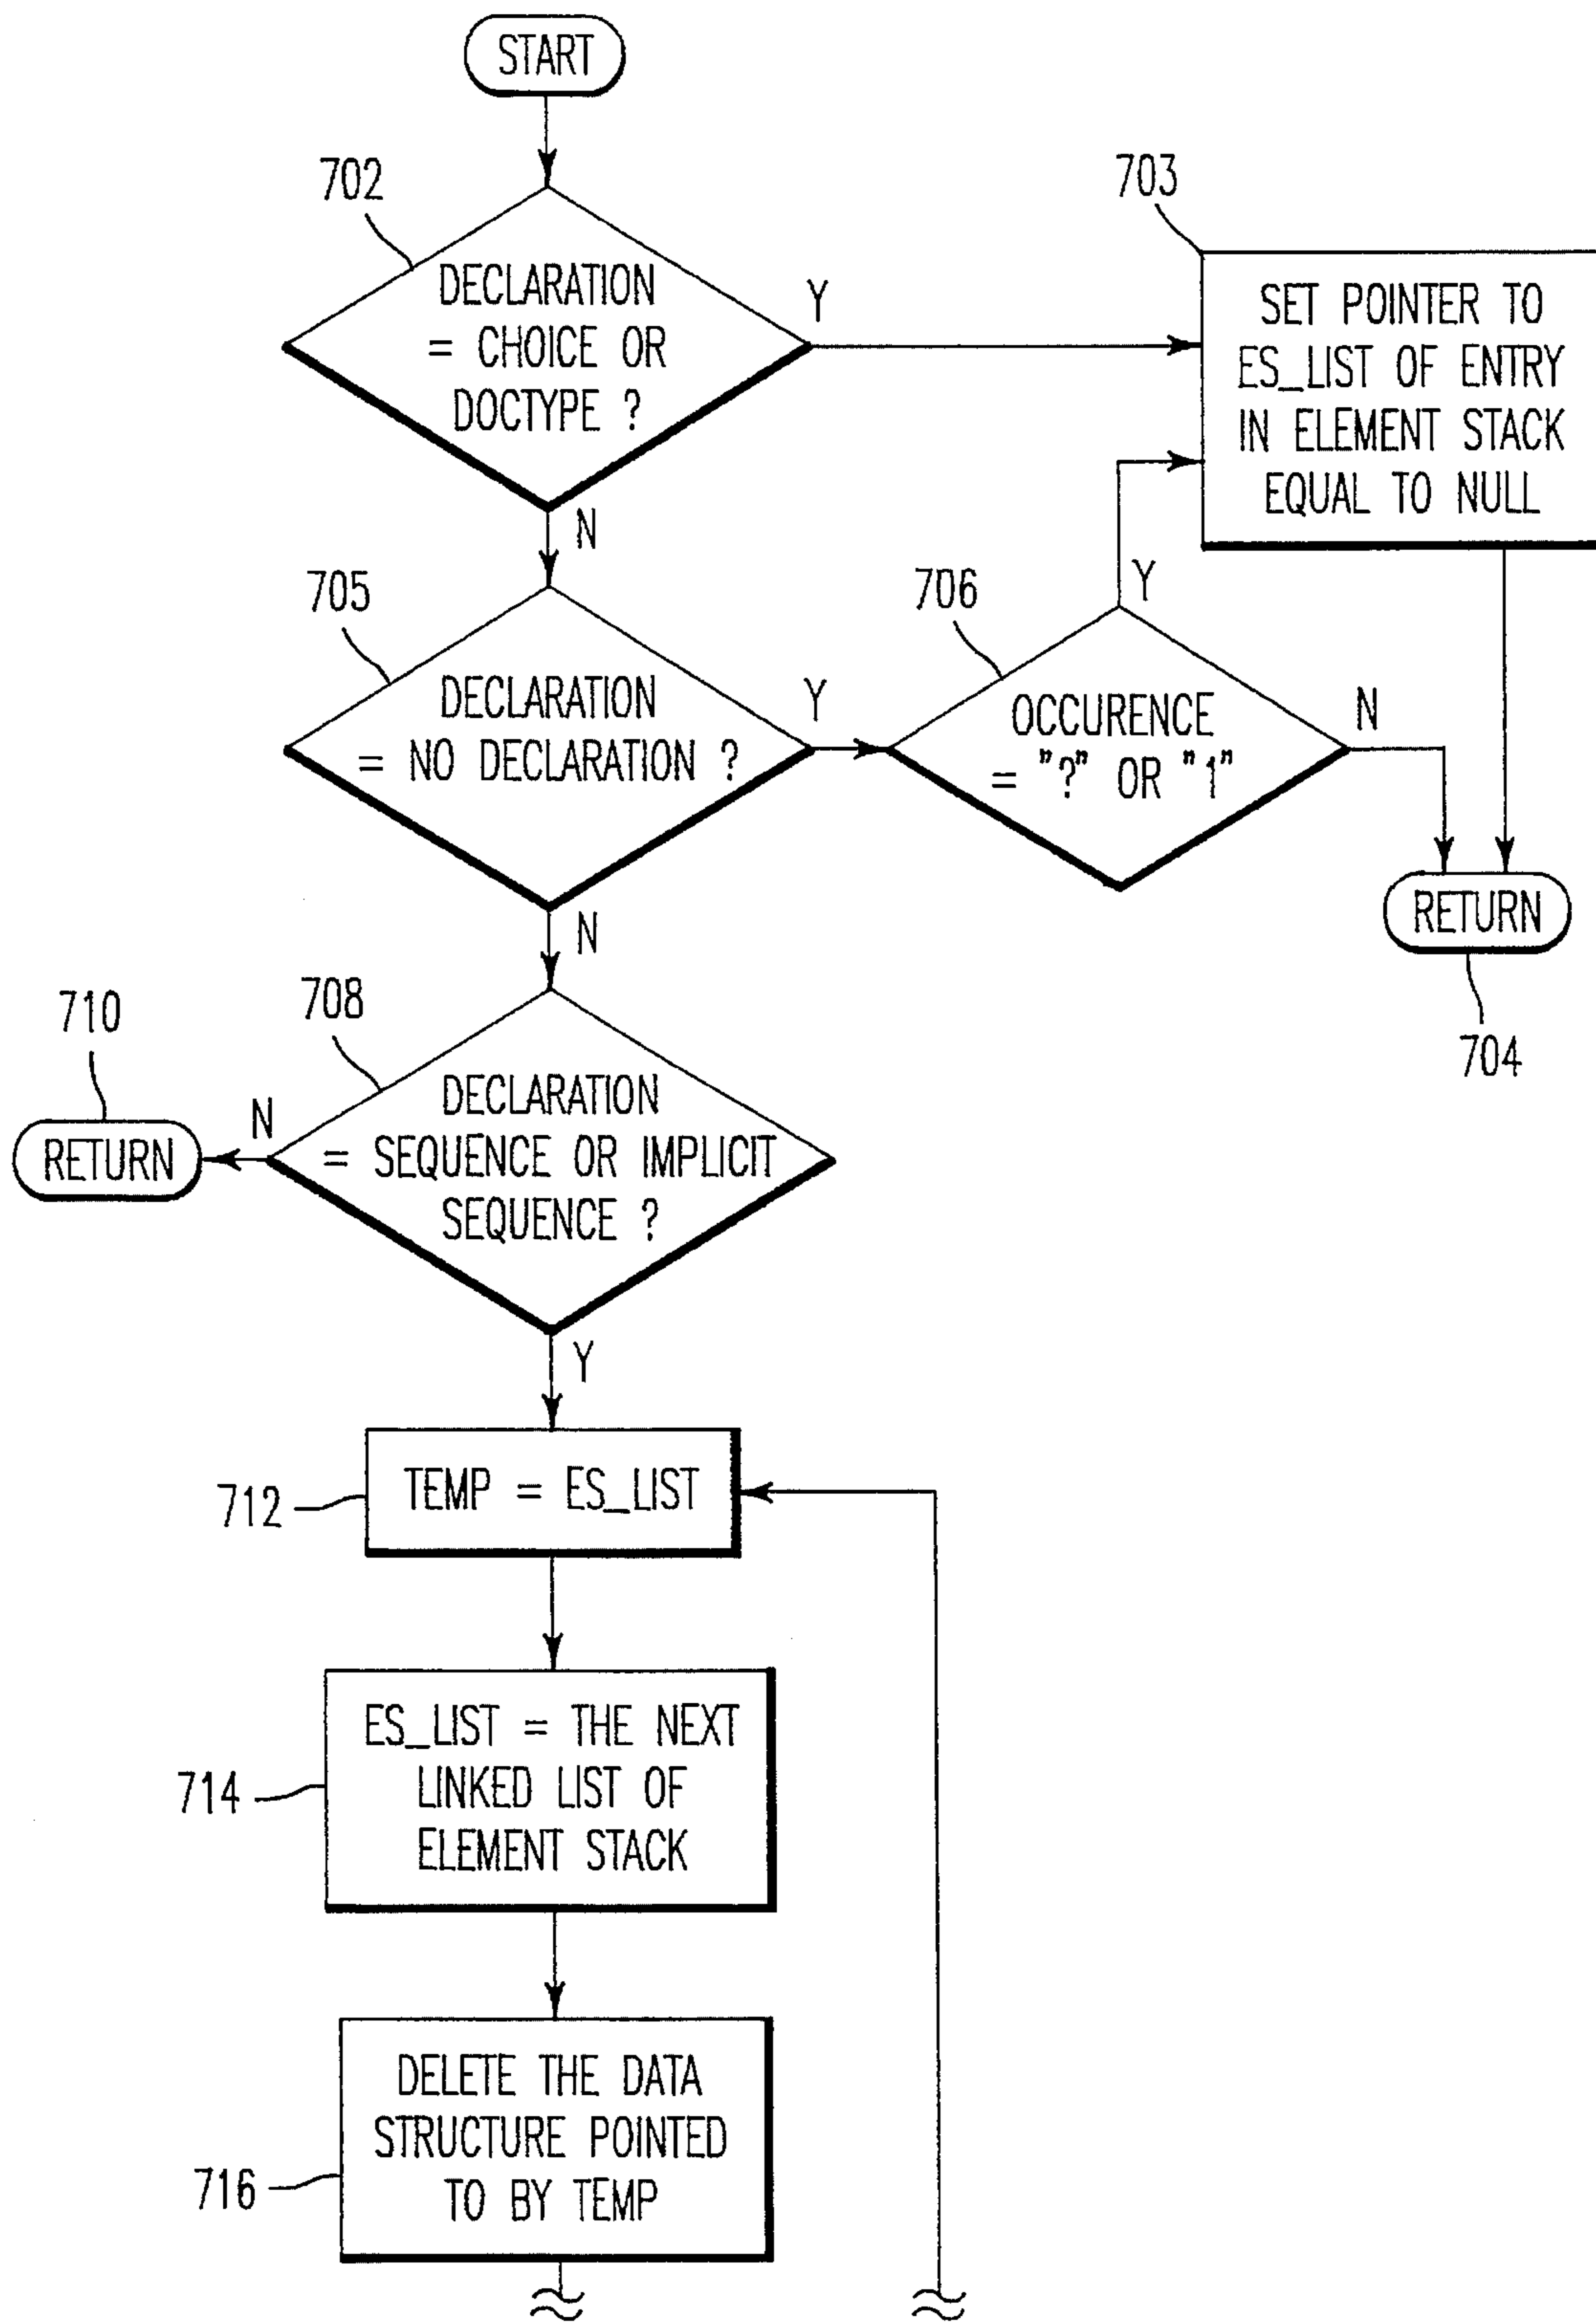 START
702
DECLARATION
= CHOICE OR
DOCTYPE ?
Y
N
703
SET POINTER TO
ES_LIST OF ENTRY
IN ELEMENT STACK
EQUAL TO NULL
705
DECLARATION
= NO DECLARATION ?
Y
N
706
OCCURENCE
= "?" OR "1"
Y
N
RETURN
704
708
DECLARATION
= SEQUENCE OR IMPLICIT
SEQUENCE ?
N
Y
710
RETURN
712
TEMP = ES_LIST
714
ES_LIST = THE NEXT
LINKED LIST OF
ELEMENT STACK
716
DELETE THE DATA
STRUCTURE POINTED
TO BY TEMP